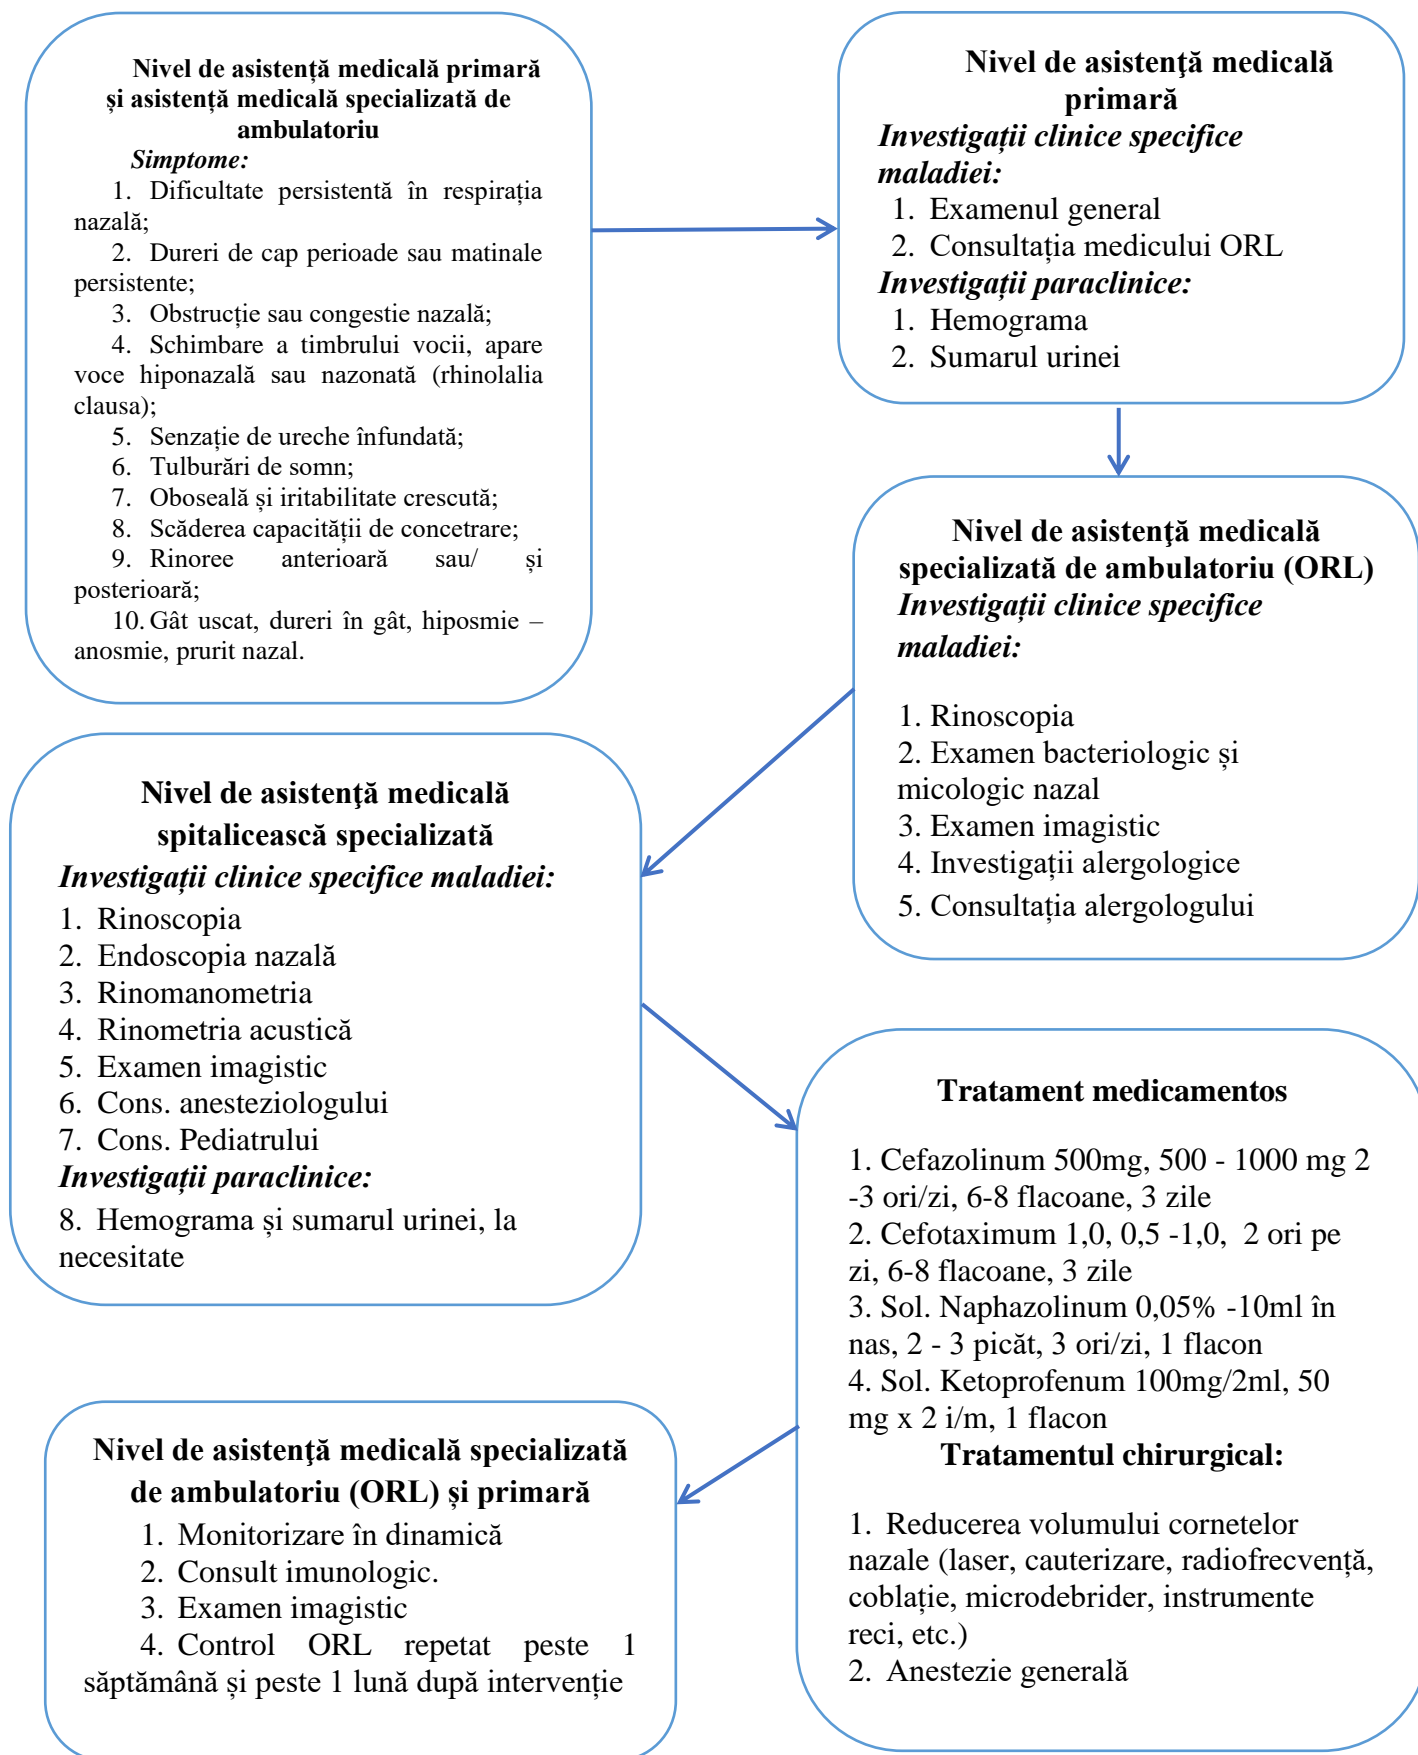 Nivel de asistență medicală primară
și asistență medicală specializată de
ambulatoriu
Simptome:
1. Dificultate persistentă în respirația
nazală;
2. Dureri de cap perioade sau matinale
persistente;
3. Obstrucție sau congestie nazală;
4. Schimbare a timbrului vocii, apare
voce hiponazală sau nazonată (rhinolalia
clausa);
5. Senzație de ureche înfundată;
6. Tulburări de somn;
7. Oboseală și iritabilitate crescută;
8. Scăderea capacității de concetrare;
9. Rinoree anterioară sau/ și
posterioară;
10. Gât uscat, dureri în gât, hiposmie –
anosmie, prurit nazal.
Nivel de asistenţă medicală
primară
Investigații clinice specifice
maladiei:
1. Examenul general
2. Consultația medicului ORL
Investigații paraclinice:
1. Hemograma
2. Sumarul urinei
Nivel de asistenţă medicală
specializată de ambulatoriu (ORL)
Investigații clinice specifice
maladiei:
1. Rinoscopia
2. Examen bacteriologic și
micologic nazal
3. Examen imagistic
4. Investigații alergologice
5. Consultația alergologului
Nivel de asistenţă medicală
spitalicească specializată
Investigații clinice specifice maladiei:
1. Rinoscopia
2. Endoscopia nazală
3. Rinomanometria
4. Rinometria acustică
5. Examen imagistic
6. Cons. anesteziologului
7. Cons. Pediatrului
Investigații paraclinice:
8. Hemograma și sumarul urinei, la
necesitate
Tratament medicamentos
1. Cefazolinum 500mg, 500 - 1000 mg 2
-3 ori/zi, 6-8 flacoane, 3 zile
2. Cefotaximum 1,0, 0,5 -1,0, 2 ori pe
zi, 6-8 flacoane, 3 zile
3. Sol. Naphazolinum 0,05% -10ml în
nas, 2 - 3 picăt, 3 ori/zi, 1 flacon
4. Sol. Ketoprofenum 100mg/2ml, 50
mg x 2 i/m, 1 flacon
Tratamentul chirurgical:
1. Reducerea volumului cornetelor
nazale (laser, cauterizare, radiofrecvență,
coblație, microdebrider, instrumente
reci, etc.)
2. Anestezie generală
Nivel de asistenţă medicală specializată
de ambulatoriu (ORL) și primară
1. Monitorizare în dinamică
2. Consult imunologic.
3. Examen imagistic
4. Control ORL repetat peste 1
săptămână și peste 1 lună după intervenție